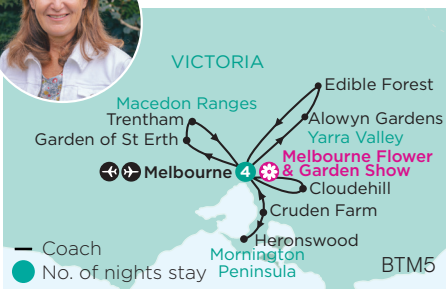 VICTORIA
Edible Forest
Macedon Ranges
Trentham
Alowyn Gardens
Garden of St Erth
Yarra Valley
Melbourne 4
Melbourne Flower
& Garden Show
Cloudehill
Cruden Farm
Heronswood
Mornington
Peninsula
Coach
No. of nights stay
BTM5